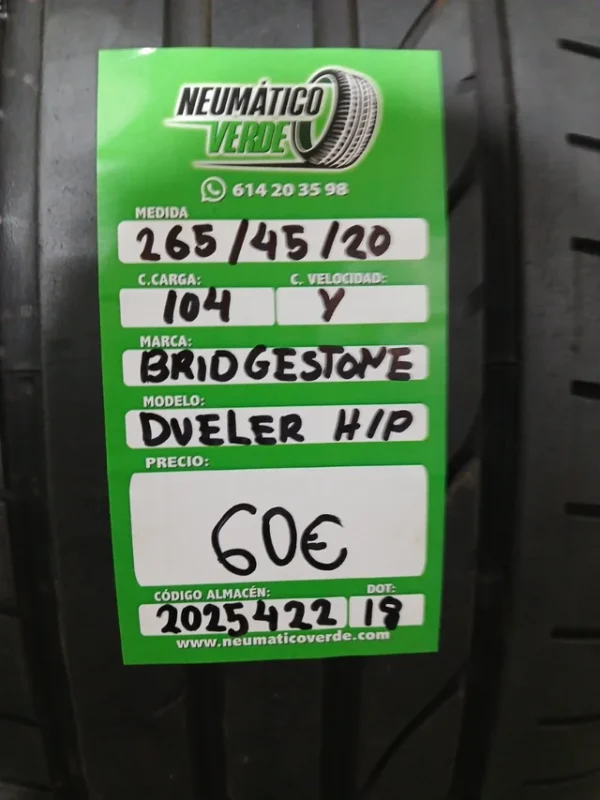 NEUMÁTICO
VERDE
614 20 35 98
MEDIDA
265/45/20
C.CARGA: C. VELOCIDAD:
104 Y
MARCA:
BRIDGESTONE
MODELO:
DUELER H/P
PRECIO:
60€
CÓDIGO ALMACÉN: DOT:
2025422 18
www.neumaticoverde.com